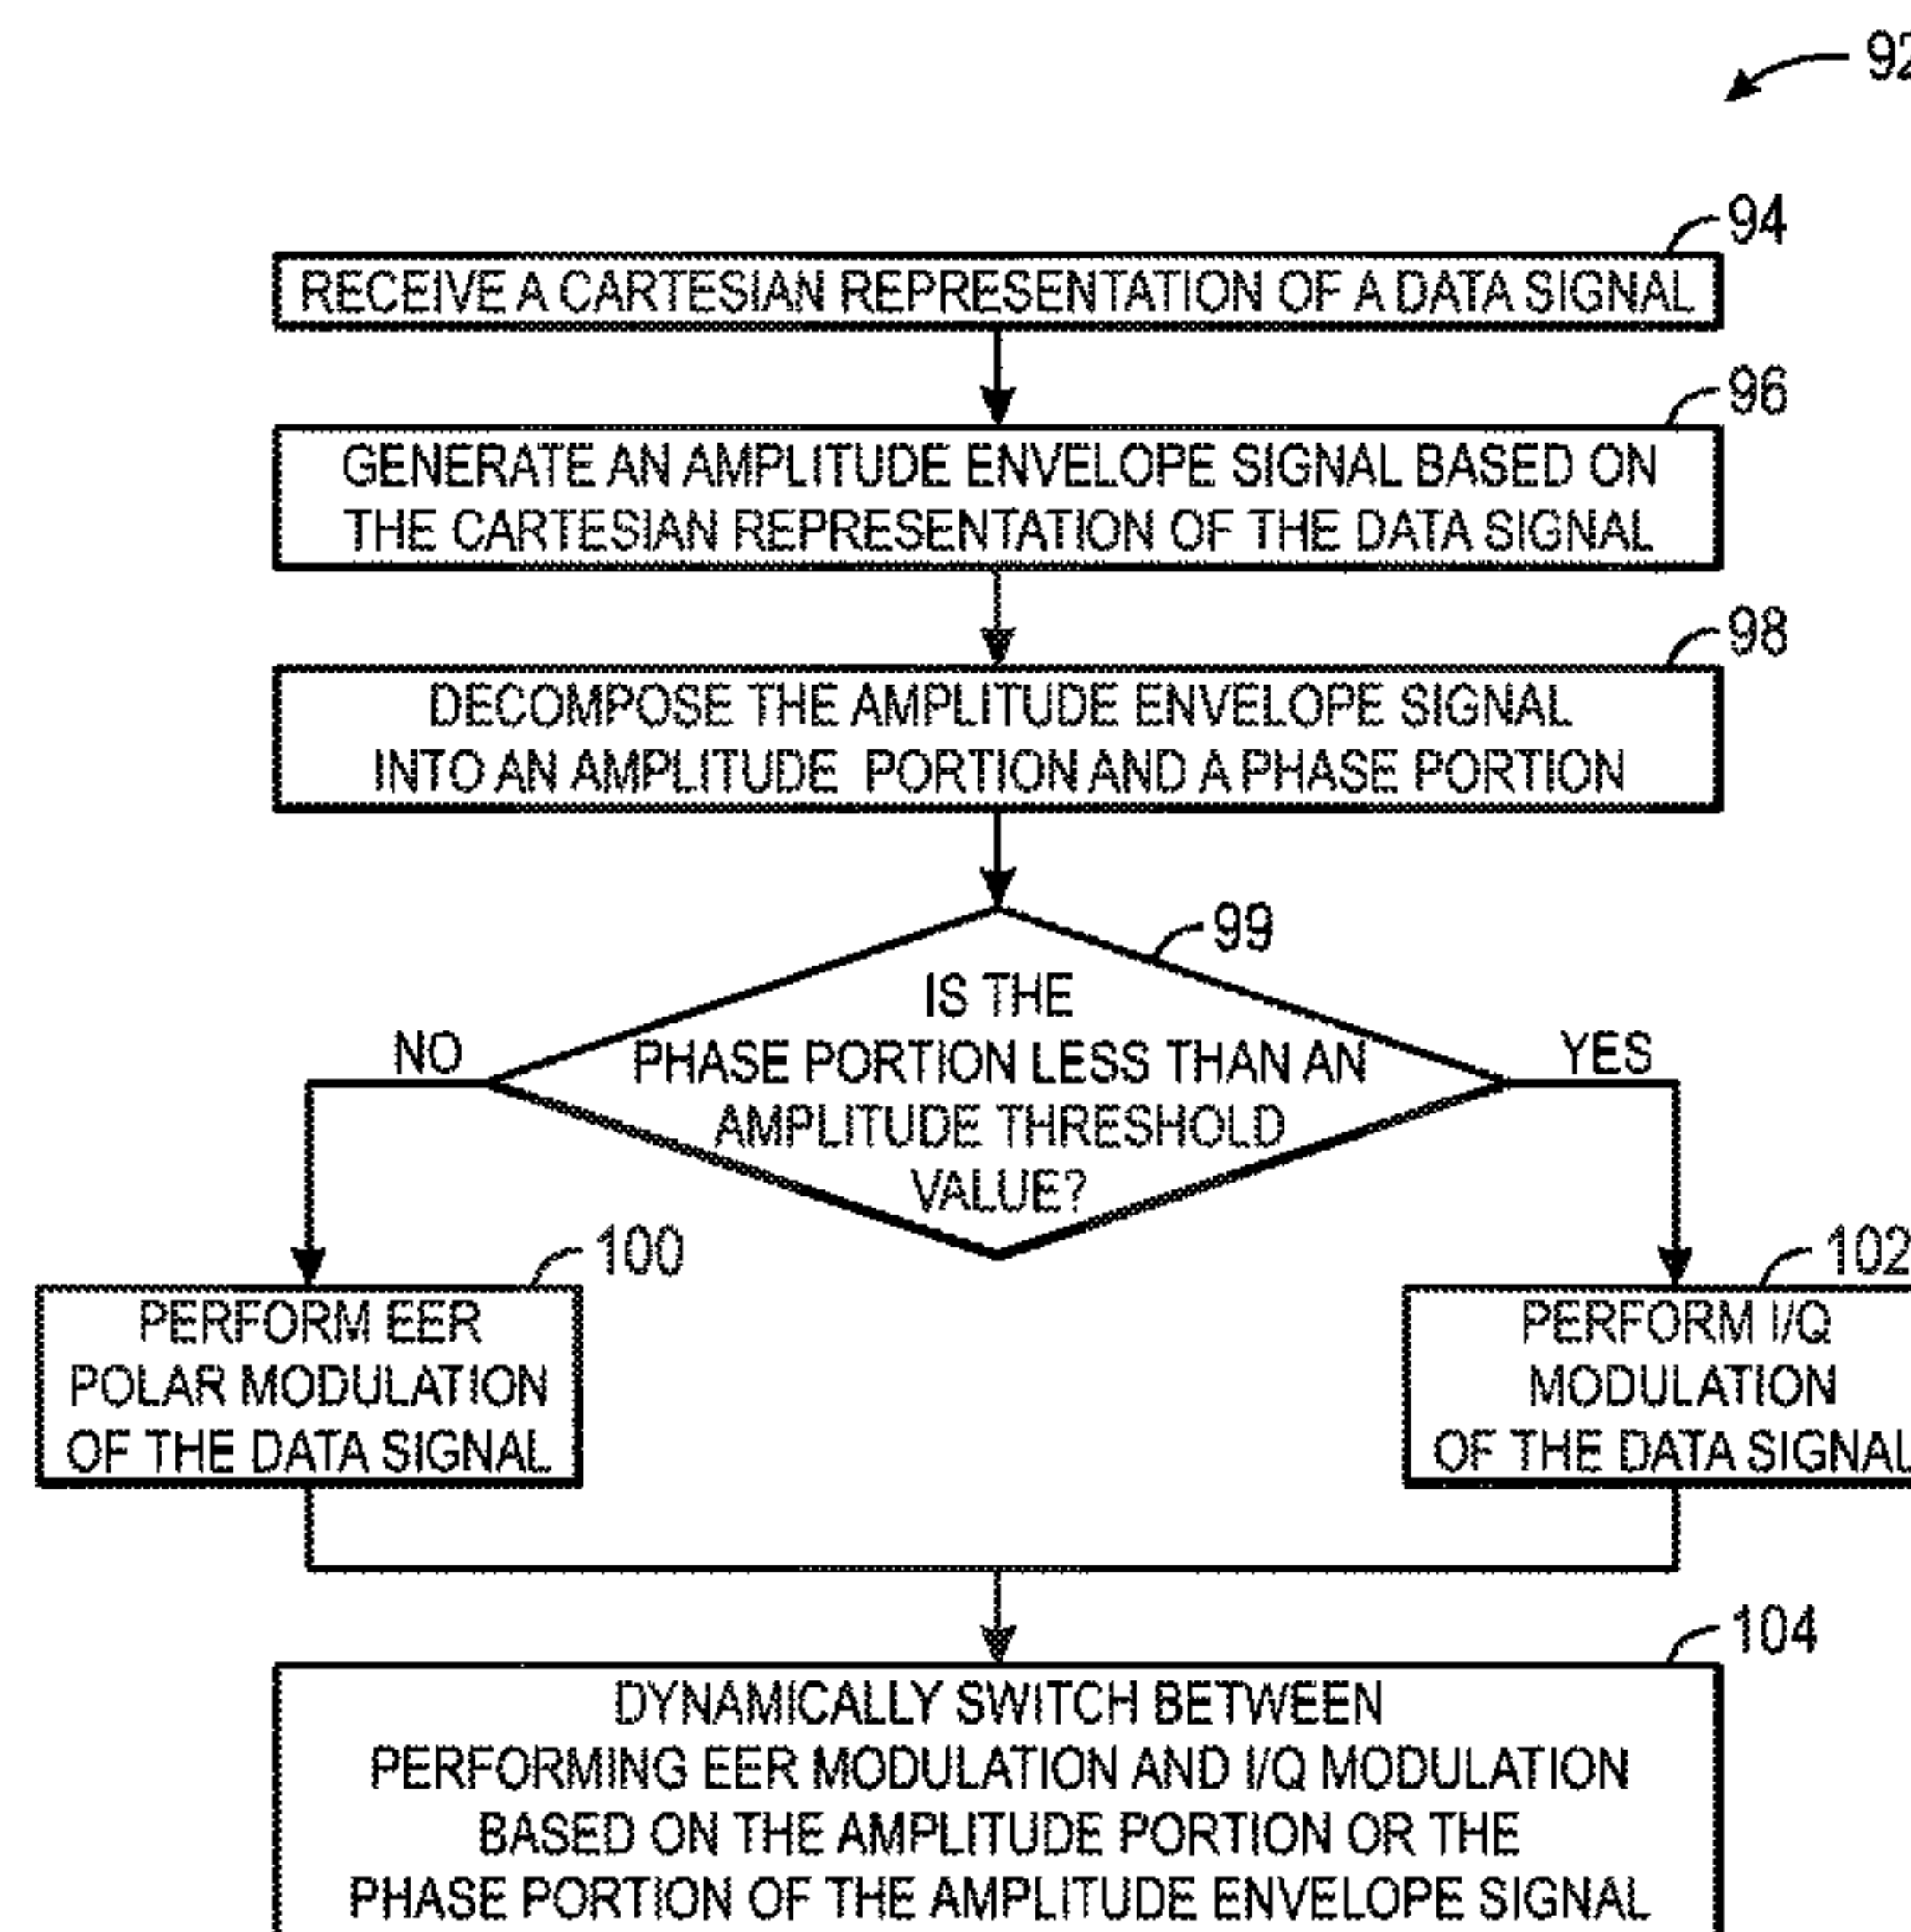 92
94
RECEIVE A CARTESIAN REPRESENTATION OF A DATA SIGNAL
96
GENERATE AN AMPLITUDE ENVELOPE SIGNAL BASED ON
THE CARTESIAN REPRESENTATION OF THE DATA SIGNAL
98
DECOMPOSE THE AMPLITUDE ENVELOPE SIGNAL
INTO AN AMPLITUDE PORTION AND A PHASE PORTION
99
IS THE
PHASE PORTION LESS THAN AN
AMPLITUDE THRESHOLD
VALUE?
NO
YES
100
PERFORM EER
POLAR MODULATION
OF THE DATA SIGNAL
102
PERFORM I/Q
MODULATION
OF THE DATA SIGNAL
104
DYNAMICALLY SWITCH BETWEEN
PERFORMING EER MODULATION AND I/Q MODULATION
BASED ON THE AMPLITUDE PORTION OR THE
PHASE PORTION OF THE AMPLITUDE ENVELOPE SIGNAL